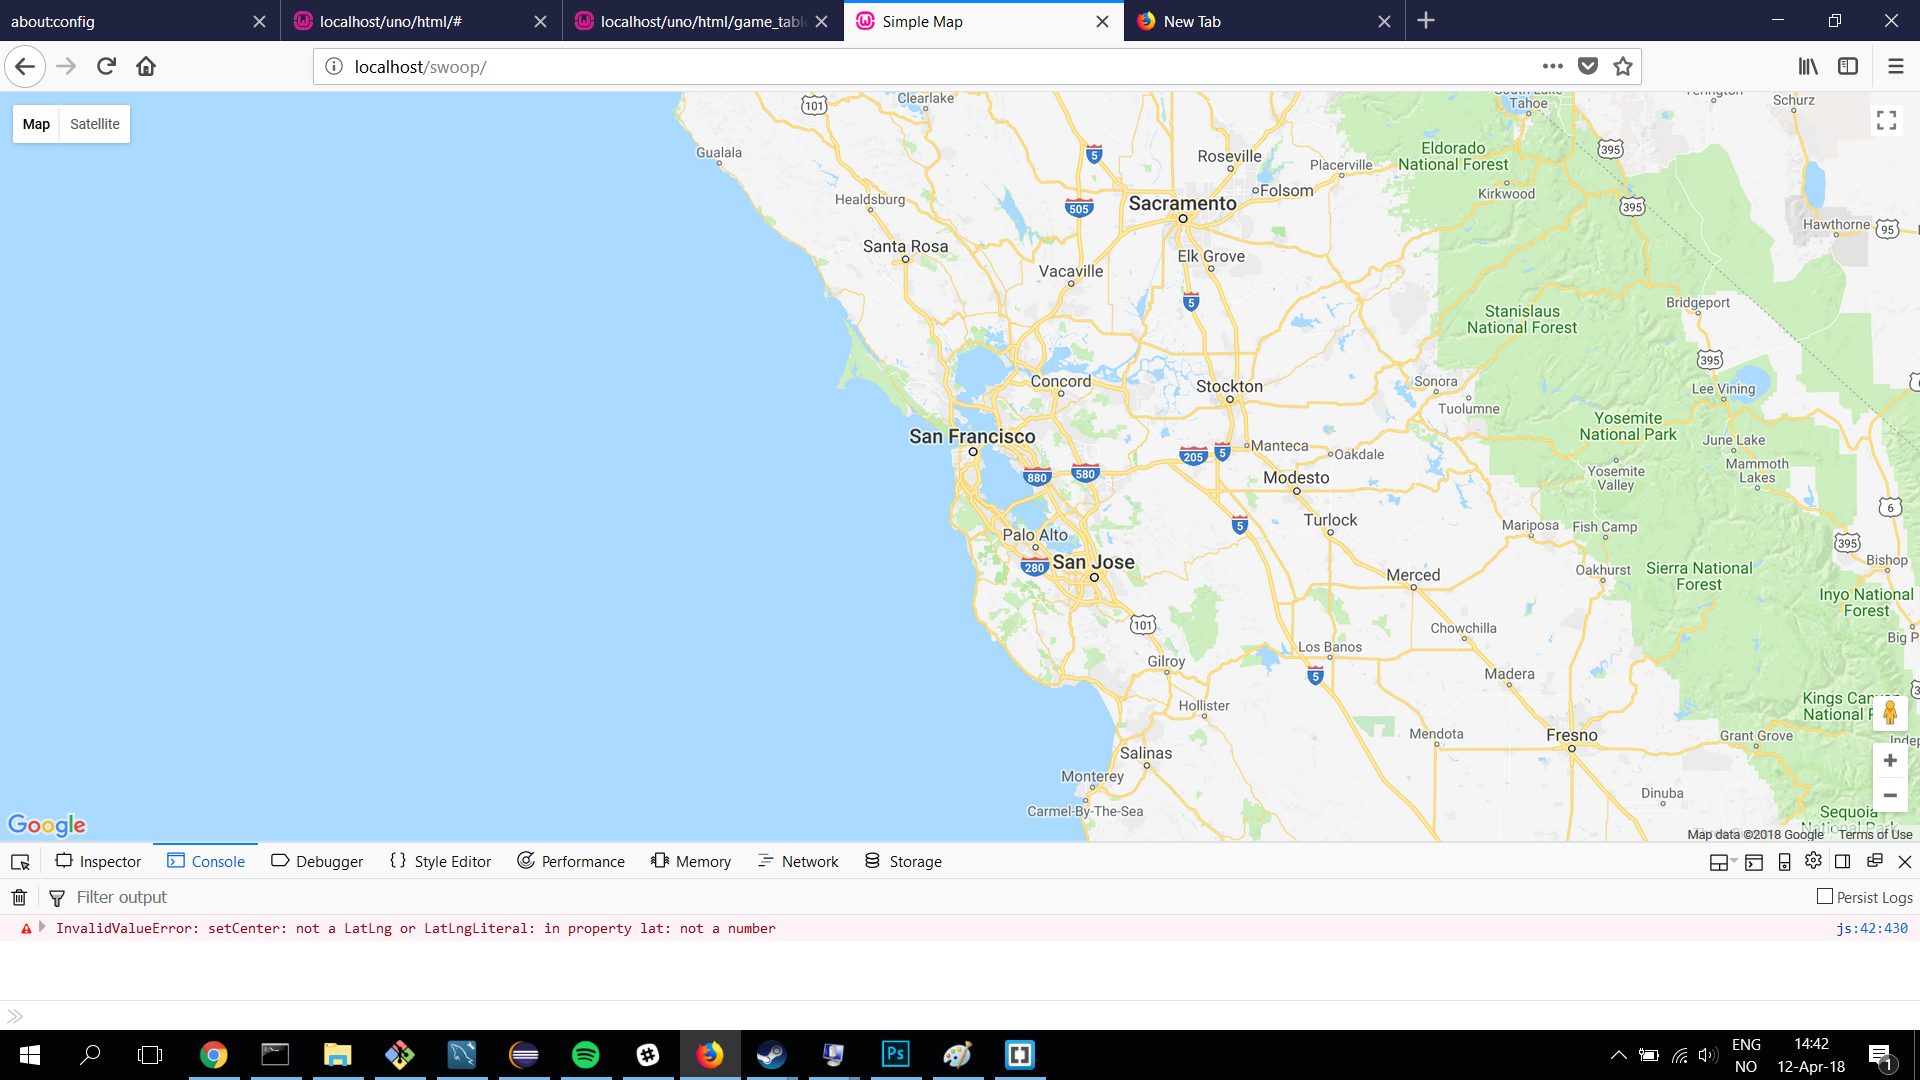 about:config
localhost/uno/html/#
localhost/uno/html/game_tabl
Simple Map
New Tab
localhost/swoop/
Map
Satellite
101
Clearlake
Tahoe
Schurz
Gualala
5
Roseville
Placerville
Eldorado
National Forest
395
Healdsburg
505
Sacramento
Folsom
Kirkwood
395
Hawthorne
95
Santa Rosa
Vacaville
Elk Grove
5
Stanislaus
National Forest
Bridgeport
395
Concord
Stockton
Sonora
Tuolumne
Lee Vining
San Francisco
Manteca
Oakdale
Yosemite
National Park
June Lake
880
580
205
5
Modesto
Yosemite
Valley
Mammoth
Lakes
6
Palo Alto
5
Turlock
Mariposa
Fish Camp
395
Bishop
280
San Jose
Merced
Oakhurst
Sierra National
Forest
Inyo National
Forest
101
Chowchilla
Big P
Gilroy
Los Banos
5
Madera
Hollister
Kings Canyon
National P
Salinas
Mendota
Fresno
Grant Grove
Indep
Monterey
Carmel-By-The-Sea
Dinuba
Sequoia
Google
Map data ©2018 Google
Terms of Use
Inspector
Console
Debugger
Style Editor
Performance
Memory
Network
Storage
Filter output
Persist Logs
InvalidValueError: setCenter: not a LatLng or LatLngLiteral: in property lat: not a number
js:42:430
Ps
ENG
NO
14:42
12-Apr-18
1